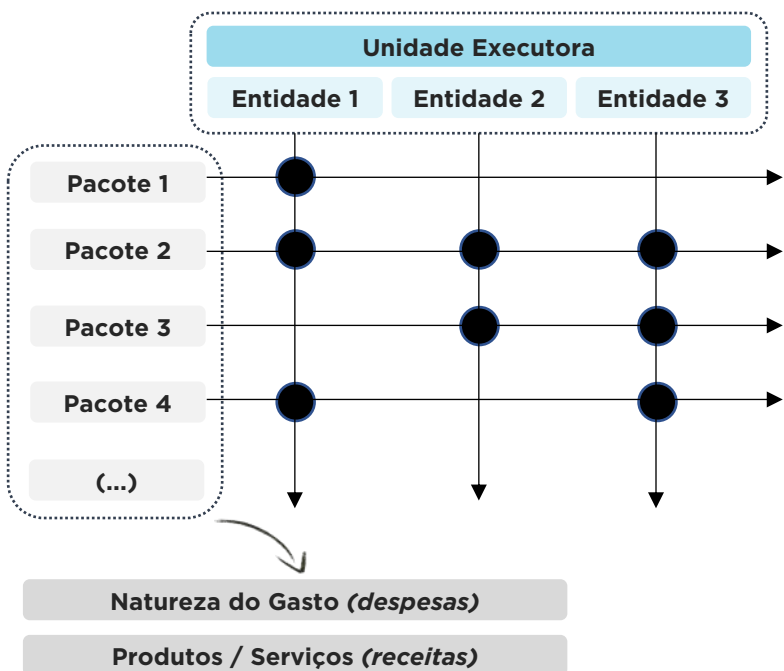 Unidade Executora
Entidade 1 Entidade 2 Entidade 3
Pacote 1
Pacote 2
Pacote 3
Pacote 4
(...)
Natureza do Gasto (despesas)
Produtos / Serviços (receitas)